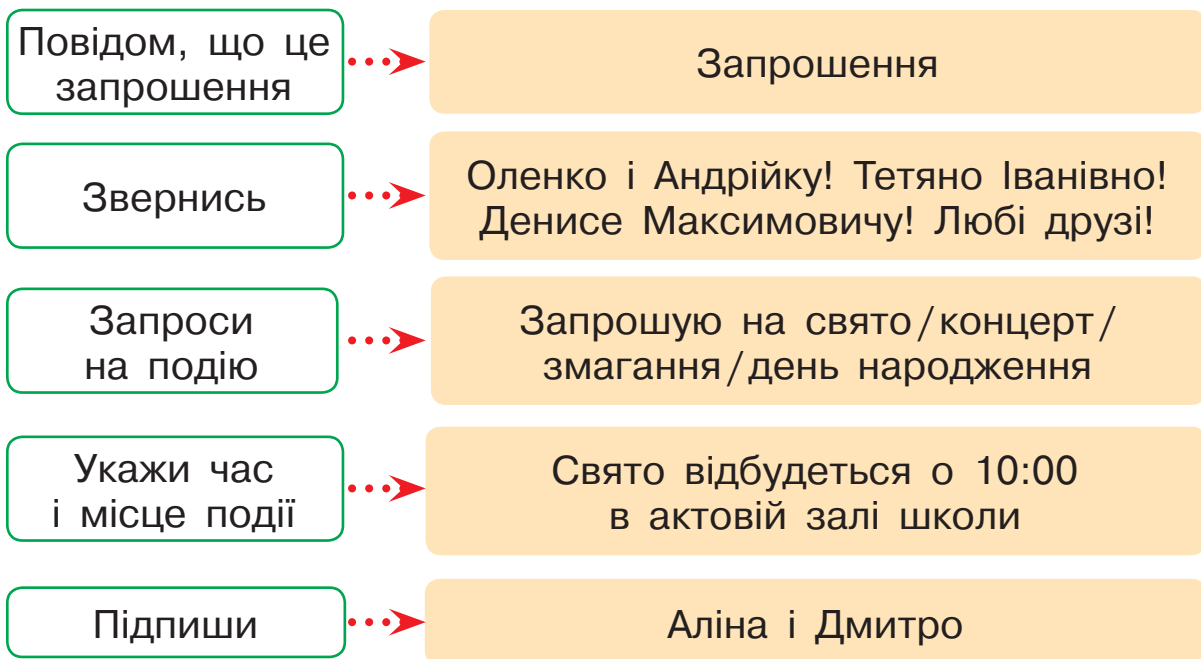 Повідом, що це
запрошення
Запрошення
Звернись
Оленко і Андрійку! Тетяно Іванівно!
Денисе Максимовичу! Любі друзі!
Запроси
на подію
Запрошую на свято/концерт/
змагання/день народження
Укажи час
і місце події
Свято відбудеться о 10:00
в актовій залі школи
Підпиши
Аліна і Дмитро